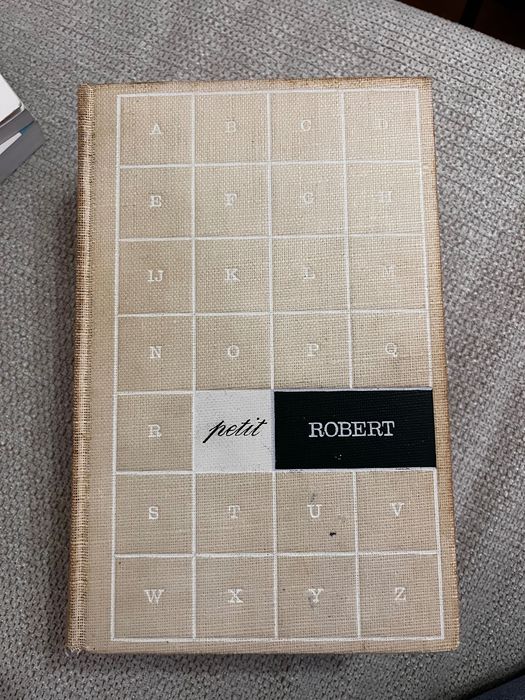 A B C D
E F G H
IJ K L M
N O P Q
R petit ROBERT
S T U V
W X Y Z